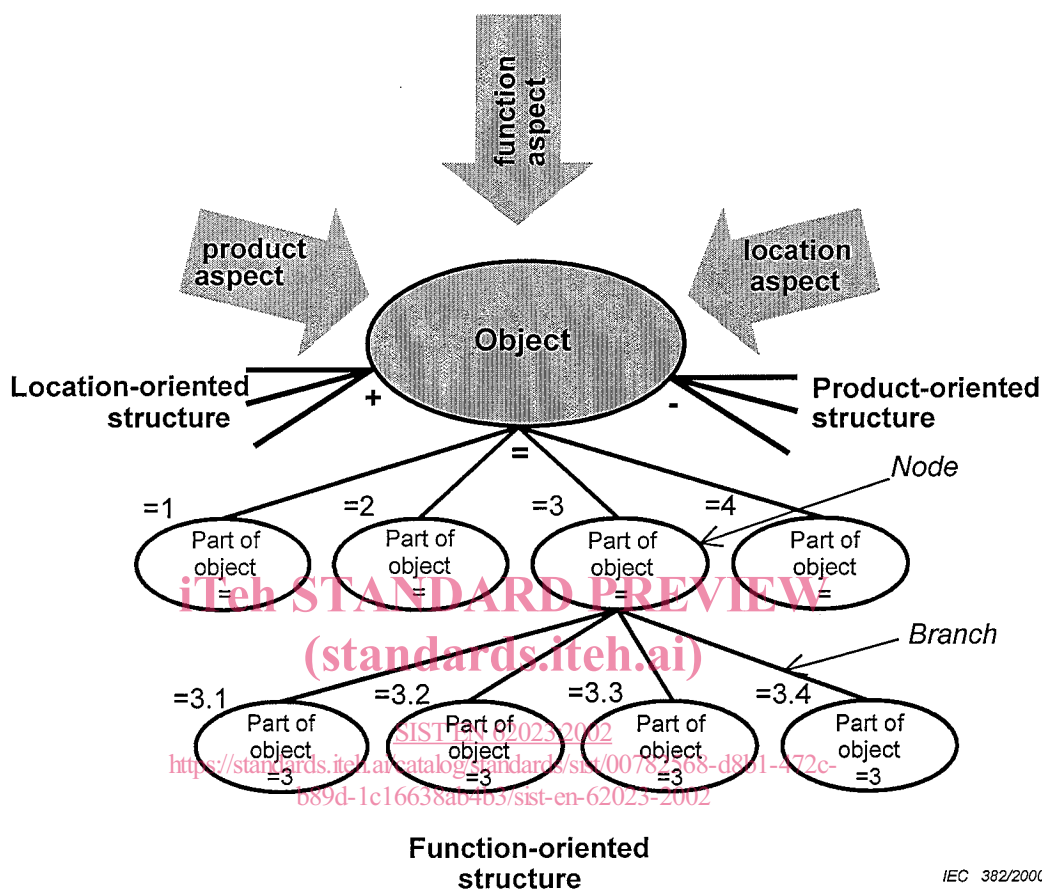 function
aspect
product
aspect
location
aspect
Object
Location-oriented
structure
+
-
Product-oriented
structure
=
Node
=1
=2
=3
=4
Part of
object
=
Part of
object
=
Part of
object
=
Part of
object
=
iTeh STANDARD PREVIEW
(standards.iteh.ai)
Branch
=3.1
=3.2
=3.3
=3.4
Part of
object
=3
Part of
object
=3
Part of
object
=3
Part of
object
=3
SIST EN 62023:2002
https://standards.iteh.ai/catalog/standards/sist/00782568-d8b1-472c-
b89d-1c16638ab4b3/sist-en-62023-2002
Function-oriented
structure
IEC 382/2000